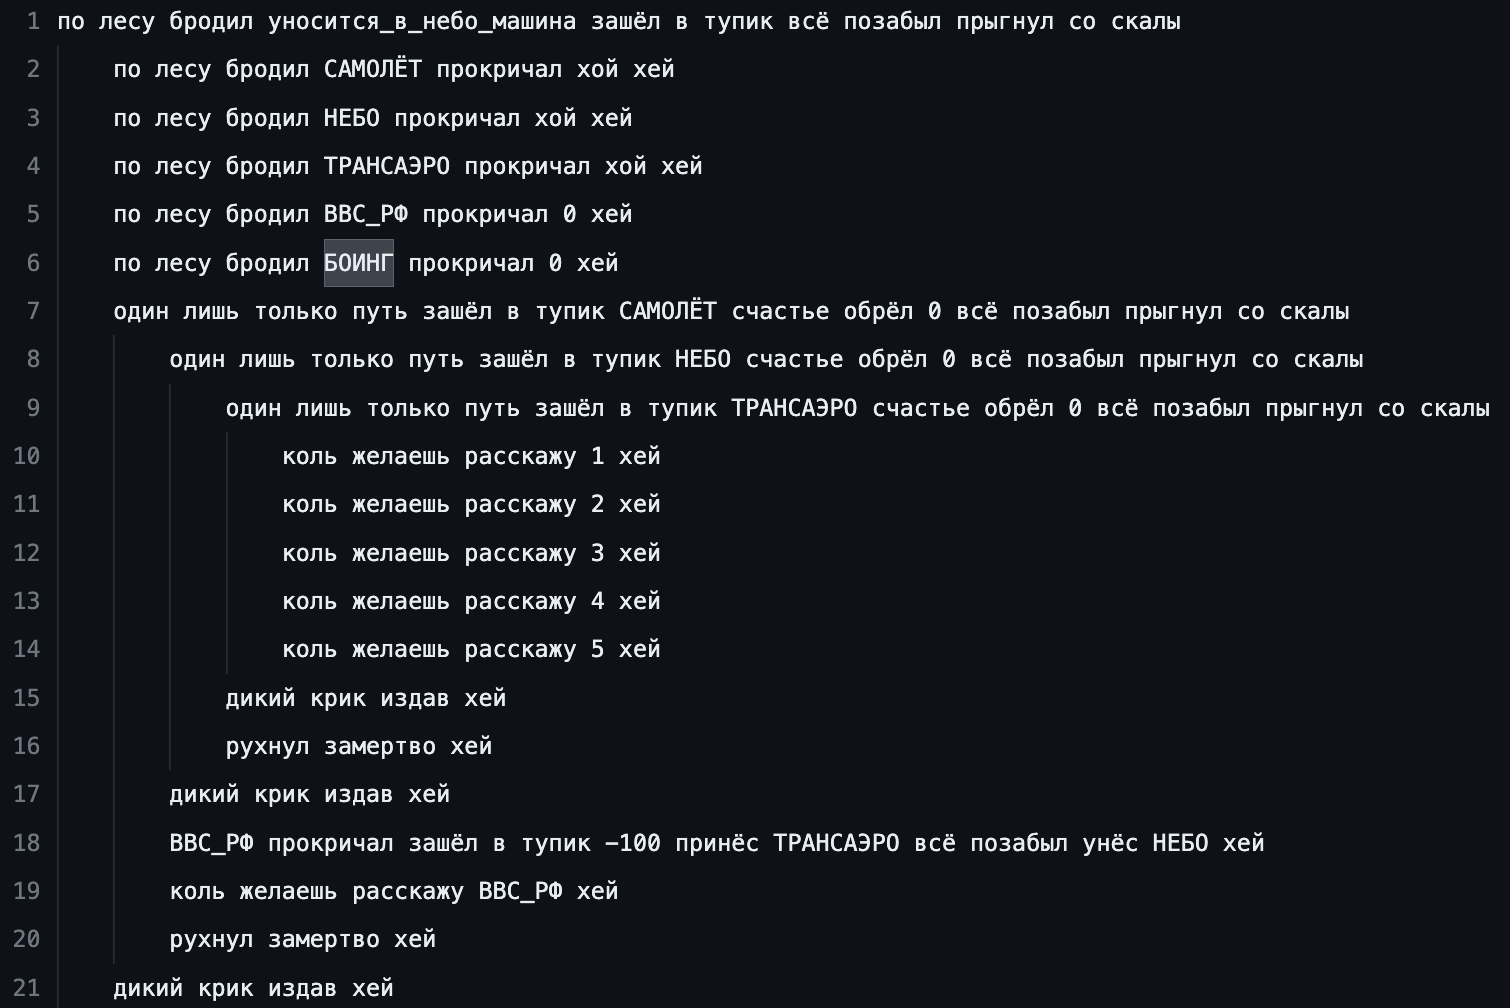 1 по лесу бродил уносится_в_небо_машина зашёл в тупик всё позабыл прыгнул со скалы
2 по лесу бродил САМОЛЁТ прокричал хой хей
3 по лесу бродил НЕБО прокричал хой хей
4 по лесу бродил ТРАНСАЭРО прокричал хой хей
5 по лесу бродил ВВС_РФ прокричал 0 хей
6 по лесу бродил БОИНГ прокричал 0 хей
7 один лишь только путь зашёл в тупик САМОЛЁТ счастье обрёл 0 всё позабыл прыгнул со скалы
8 один лишь только путь зашёл в тупик НЕБО счастье обрёл 0 всё позабыл прыгнул со скалы
9 один лишь только путь зашёл в тупик ТРАНСАЭРО счастье обрёл 0 всё позабыл прыгнул со скалы
10 коль желаешь расскажу 1 хей
11 коль желаешь расскажу 2 хей
12 коль желаешь расскажу 3 хей
13 коль желаешь расскажу 4 хей
14 коль желаешь расскажу 5 хей
15 дикий крик издав хей
16 рухнул замертво хей
17 дикий крик издав хей
18 ВВС_РФ прокричал зашёл в тупик -100 принёс ТРАНСАЭРО всё позабыл унёс НЕБО хей
19 коль желаешь расскажу ВВС_РФ хей
20 рухнул замертво хей
21 дикий крик издав хей